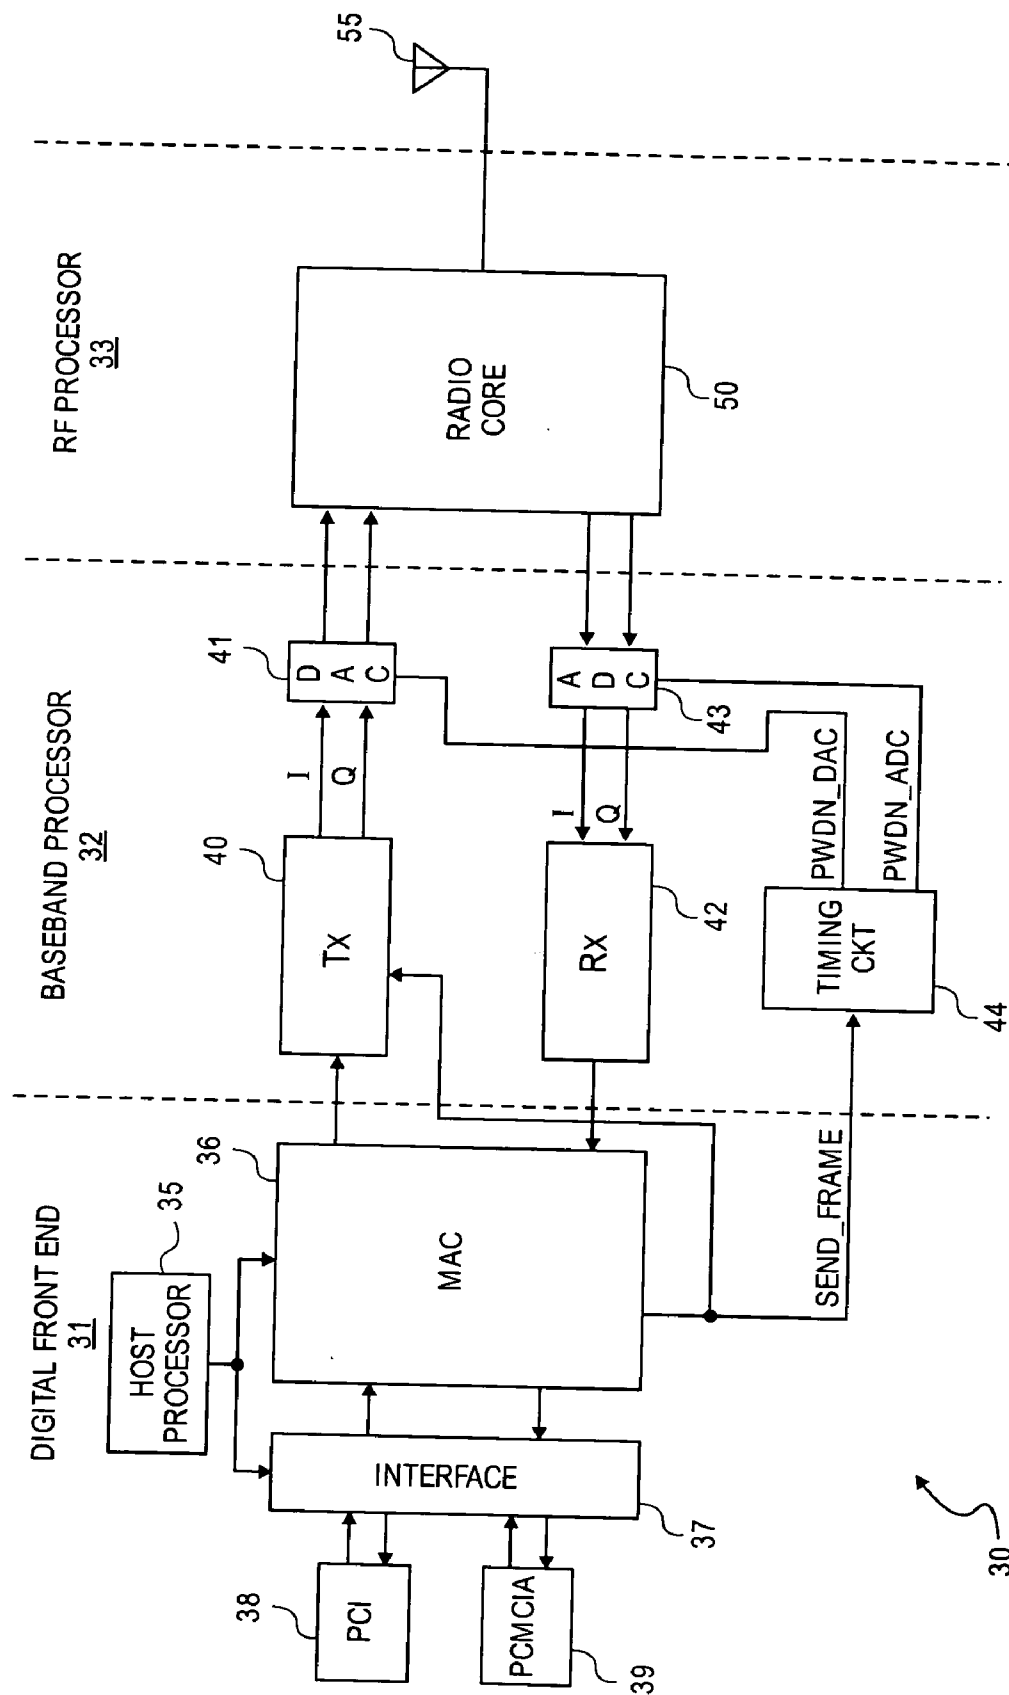 DIGITAL FRONT END
31
BASEBAND PROCESSOR
32
RF PROCESSOR
33
HOST
PROCESSOR
35
36
MAC
INTERFACE
37
38
PCI
PCMCIA
39
40
TX
I
Q
41
D
A
C
RADIO
CORE
50
55
RX
42
I
Q
A
D
C
43
TIMING
CKT
44
PWDN_DAC
PWDN_ADC
SEND_FRAME
30